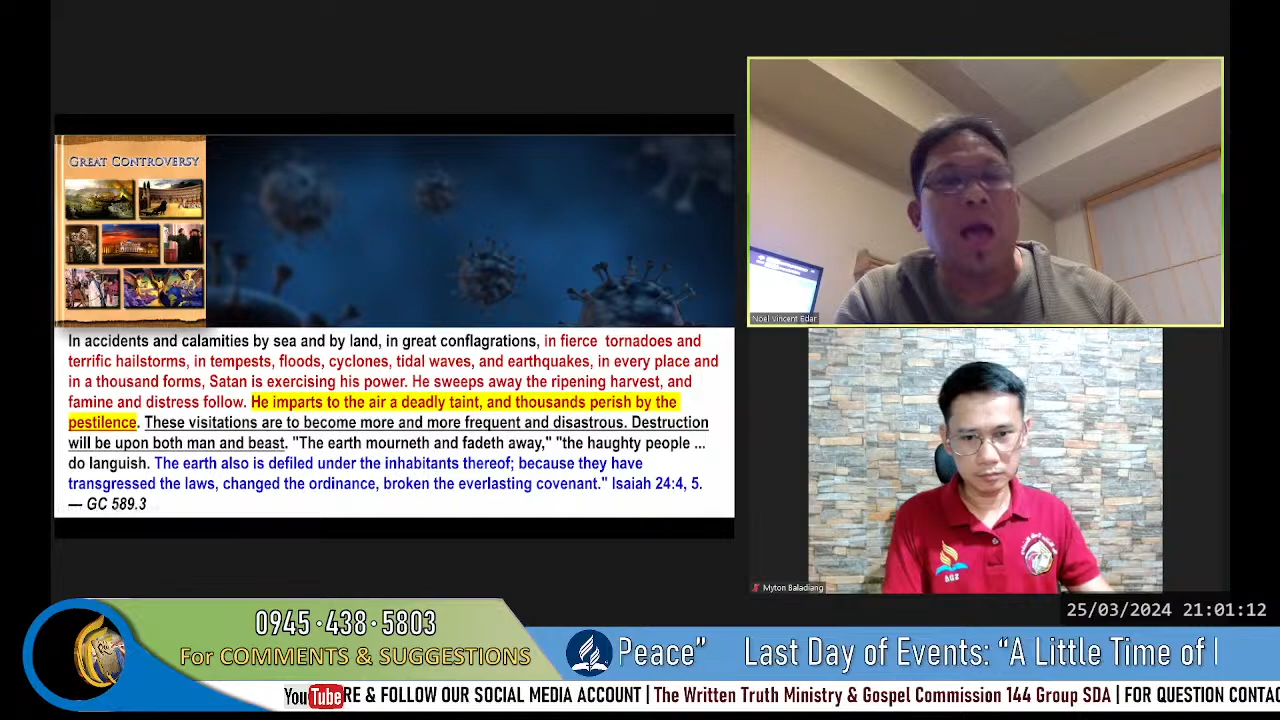 GREAT CONTROVERSY
In accidents and calamities by sea and by land, in great conflagrations, in fierce tornadoes and
terrific hailstorms, in tempests, floods, cyclones, tidal waves, and earthquakes, in every place and
in a thousand forms, Satan is exercising his power. He sweeps away the ripening harvest, and
famine and distress follow. He imparts to the air a deadly taint, and thousands perish by the
pestilence. These visitations are to become more and more frequent and disastrous. Destruction
will be upon both man and beast. "The earth mourneth and fadeth away," "the haughty people ...
do languish. The earth also is defiled under the inhabitants thereof; because they have
transgressed the laws, changed the ordinance, broken the everlasting covenant." Isaiah 24:4, 5.
— GC 589.3
Noel Vincent Edar
Myton Baladiang
25/03/2024 21:01:12
0945·438·5803
For COMMENTS & SUGGESTIONS
Peace” Last Day of Events: “A Little Time of
YouTube RE & FOLLOW OUR SOCIAL MEDIA ACCOUNT | The Written Truth Ministry & Gospel Commission 144 Group SDA | FOR QUESTION CONTAC